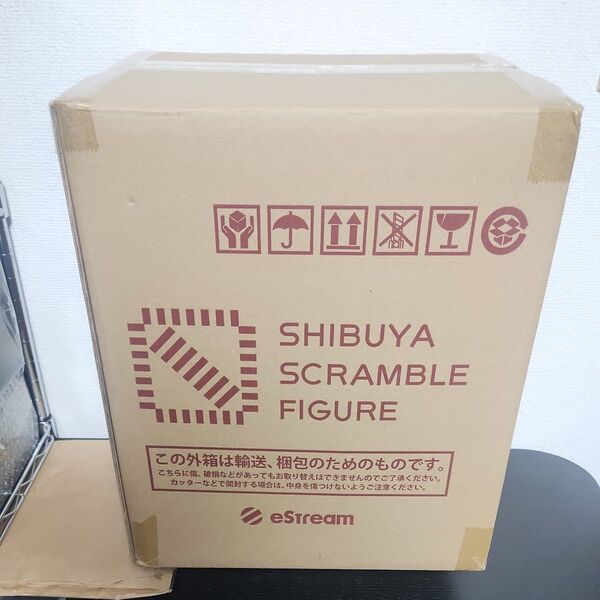 SHIBUYA
SCRAMBLE
FIGURE
この外箱は輸送、梱包のためのものです。
こちらに傷、破損などがあってもお取り替えはできませんのでご了承ください。
カッターなどで開封する場合は、中身を傷つけないようご注意ください。
eStream